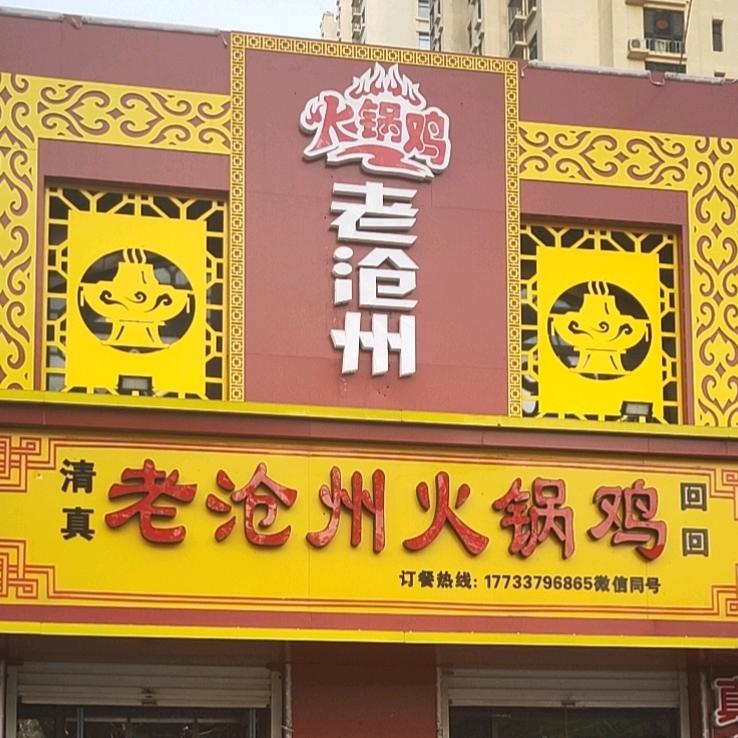 火锅鸡
老沧州
清真
老沧州火锅鸡
回回
订餐热线: 17733796865微信同号
真